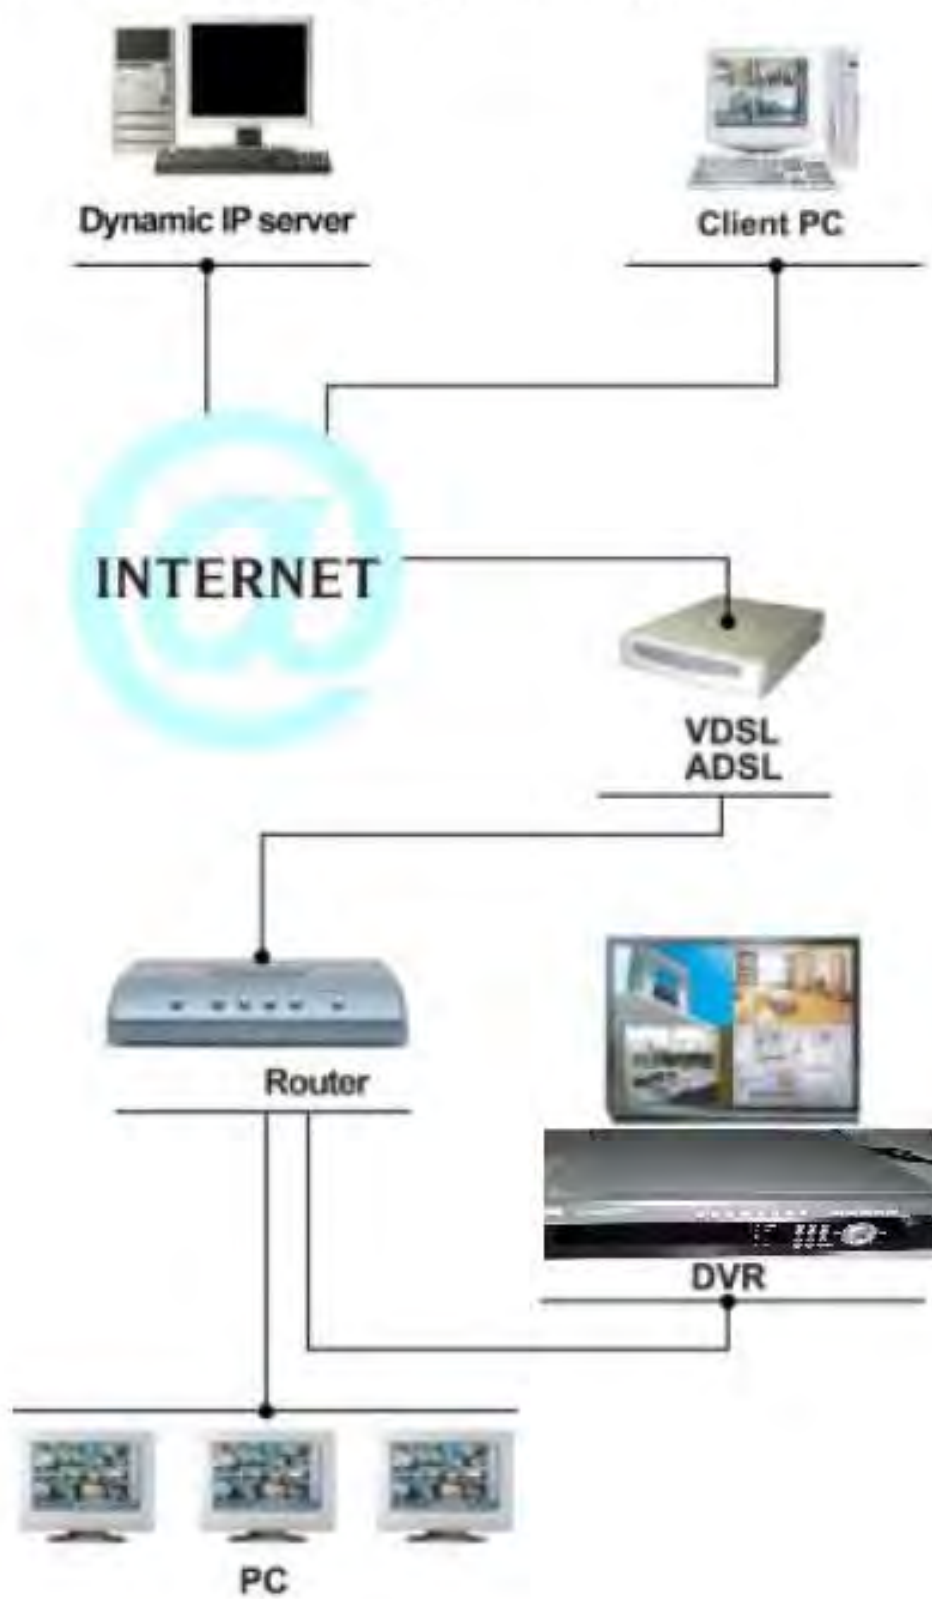 Dynamic IP server
Client PC
INTERNET
VDSL
ADSL
Router
DVR
PC